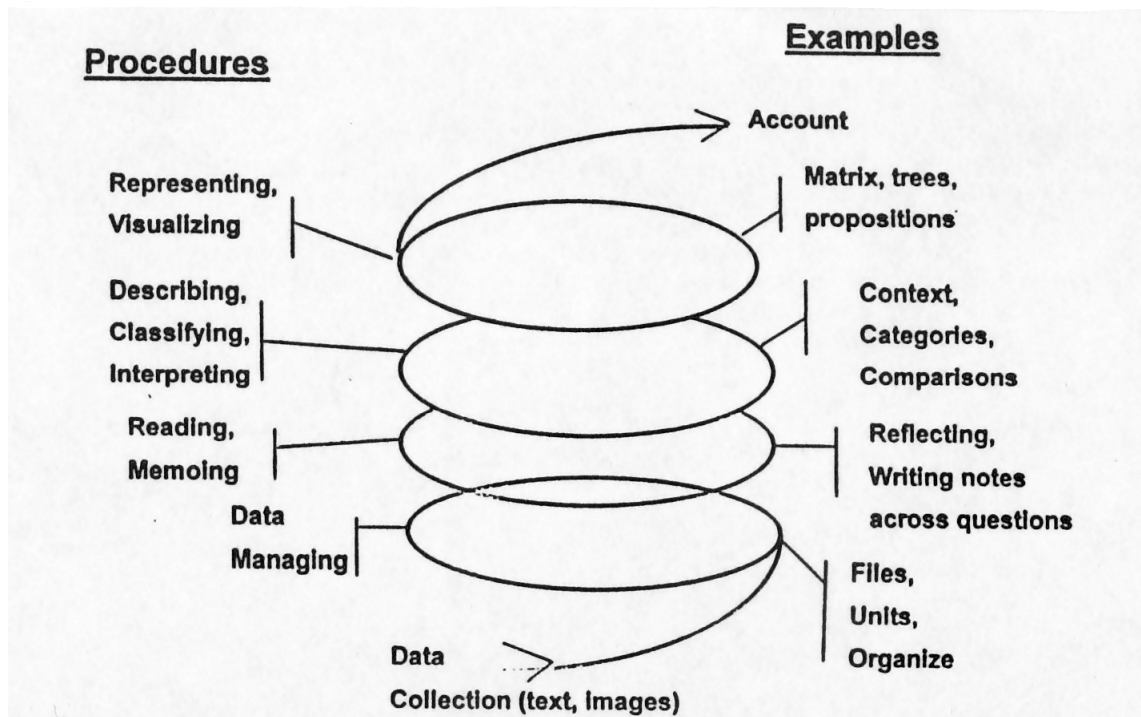 Procedures
Examples
Account
Representing,
Visualizing
Matrix, trees,
propositions
Describing,
Classifying,
Interpreting
Context,
Categories,
Comparisons
Reading,
Memoing
Reflecting,
Writing notes
across questions
Data
Managing
Files,
Units,
Organize
Data
Collection (text, images)